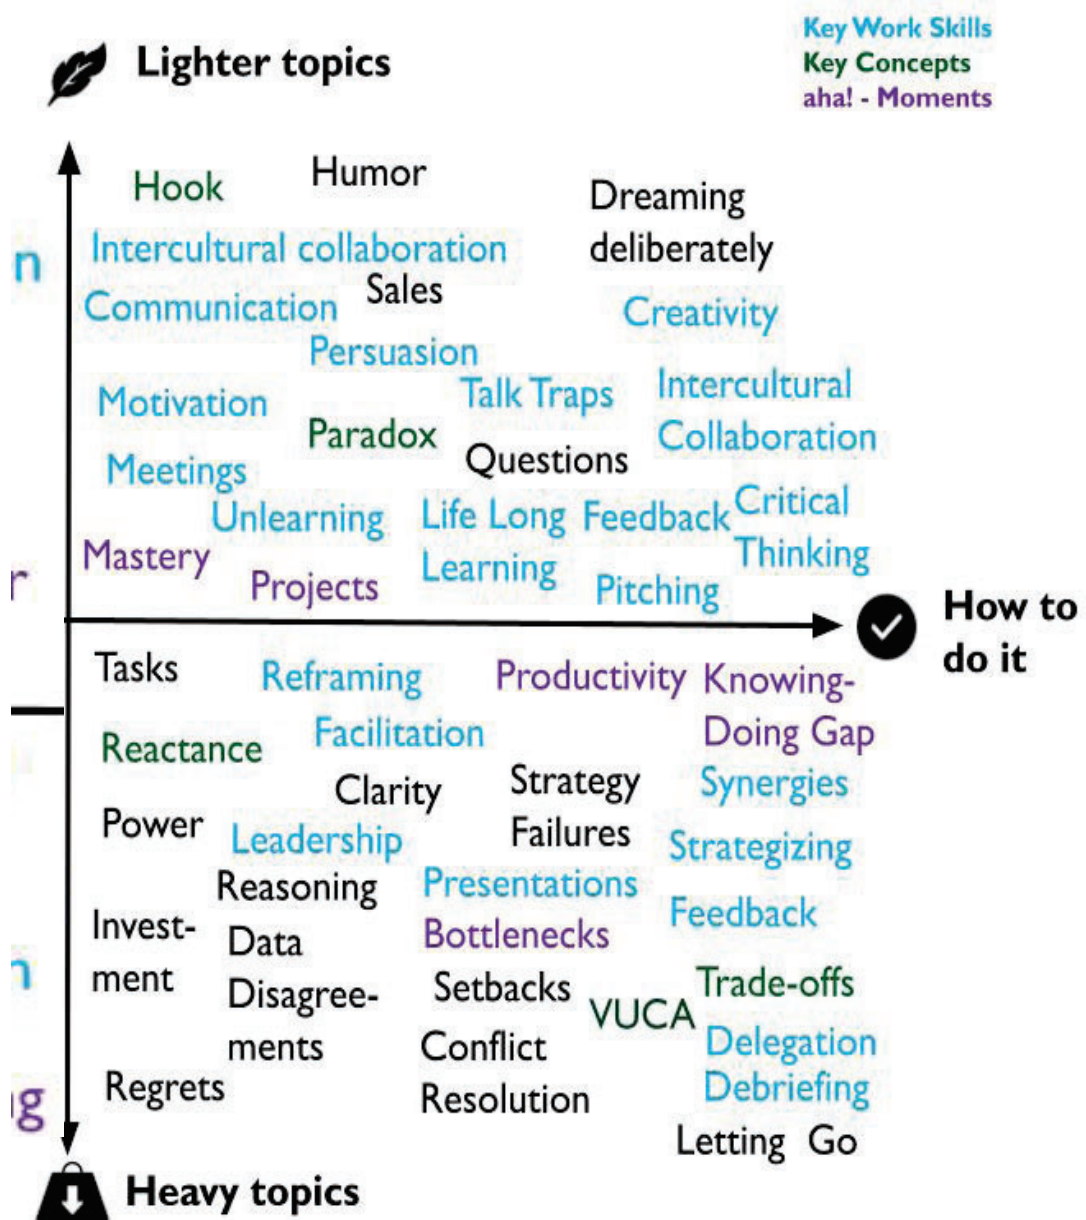 Key Work Skills
Key Concepts
aha! - Moments
Lighter topics
Hook
Humor
Dreaming
deliberately
n
Intercultural collaboration
Sales
Communication
Creativity
Persuasion
Motivation
Talk Traps
Intercultural
Collaboration
Paradox
Questions
Meetings
Unlearning
Life Long
Learning
Feedback
Critical
Thinking
Mastery
Projects
Pitching
r
How to
do it
Tasks
Reframing
Productivity
Knowing-
Doing Gap
Reactance
Facilitation
Clarity
Strategy
Failures
Synergies
Power
Leadership
Strategizing
Reasoning
Presentations
Feedback
Invest-
ment
Data
Bottlenecks
Disagree-
ments
Setbacks
VUCA
Trade-offs
n
Conflict
Resolution
Delegation
Debriefing
Regrets
g
Letting Go
Heavy topics